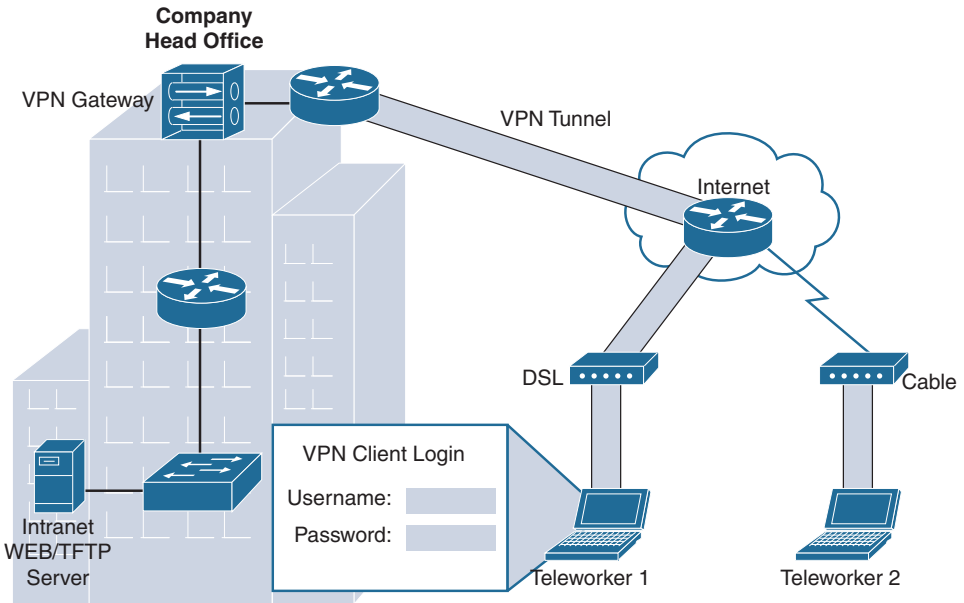 Company
Head Office
VPN Gateway
VPN Tunnel
Internet
DSL
Cable
VPN Client Login
Username:
Password:
Intranet
WEB/TFTP
Server
Teleworker 1
Teleworker 2